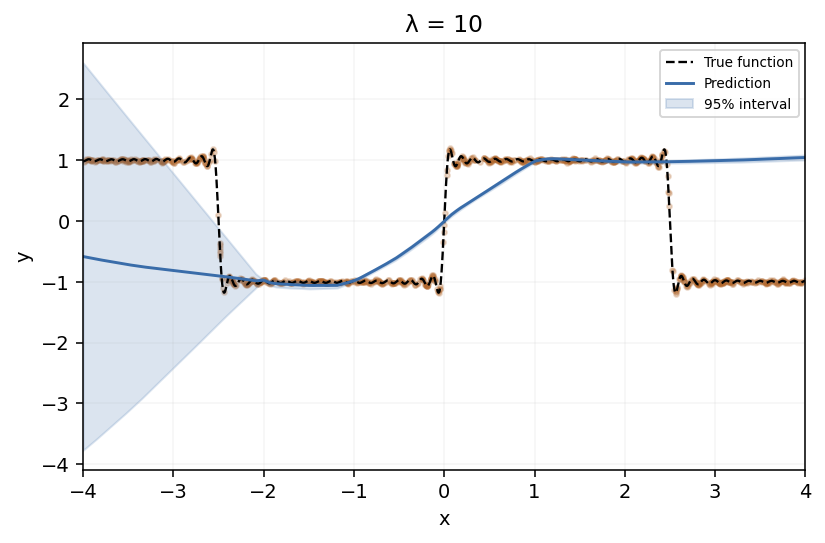 λ = 10
True function
Prediction
95% interval
y
2
1
0
−1
−2
−3
−4
−4 −3 −2 −1 0 1 2 3 4
x